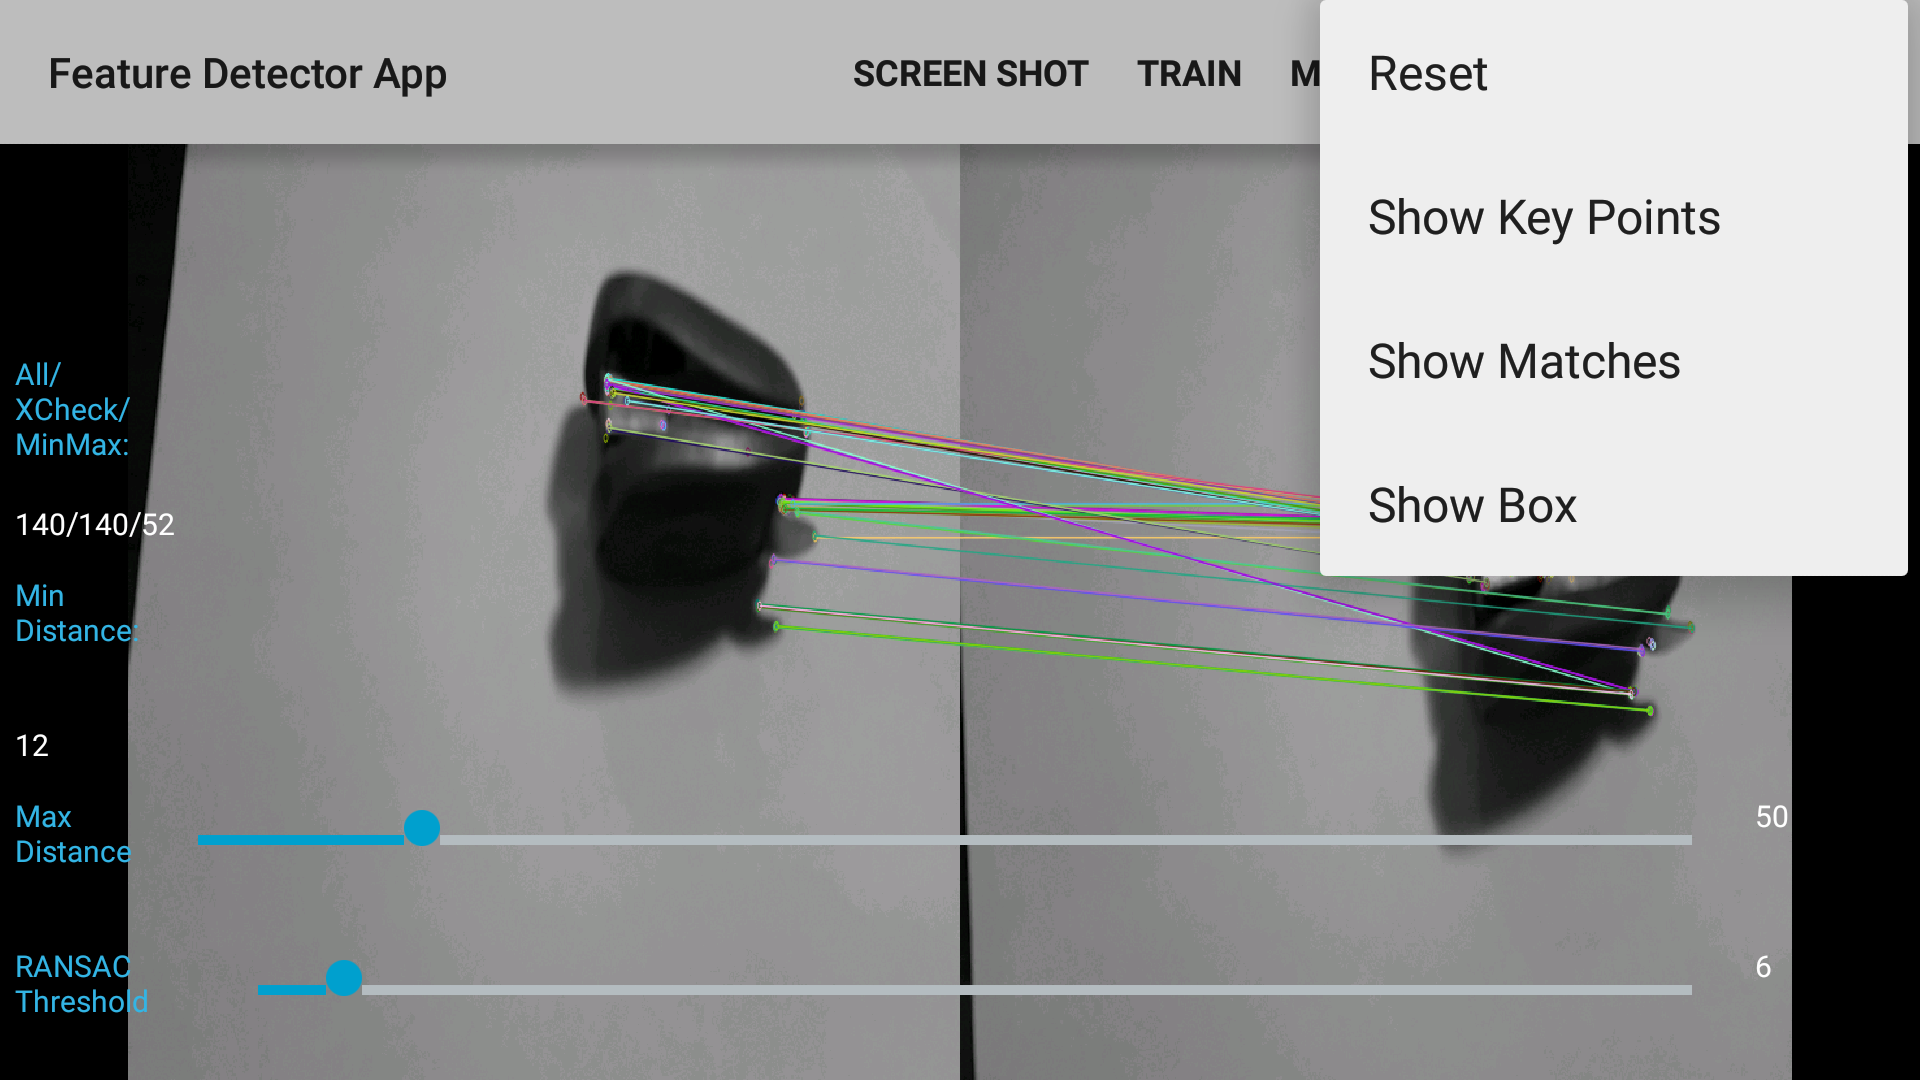 Feature Detector App
SCREEN SHOT TRAIN
Reset
Show Key Points
Show Matches
Show Box
All/
XCheck/
MinMax:
140/140/52
Min
Distance:
12
Max
Distance
50
RANSAC
Threshold
6